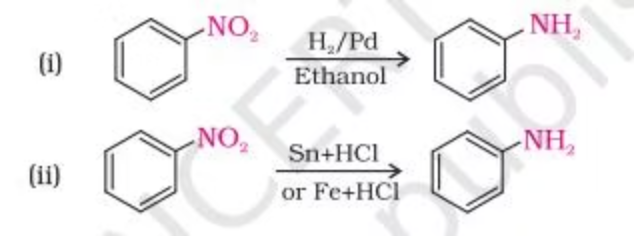 (i) NO₂ H₂/Pd NH₂
Ethanol
(ii) NO₂ Sn+HCl NH₂
or Fe+HCl